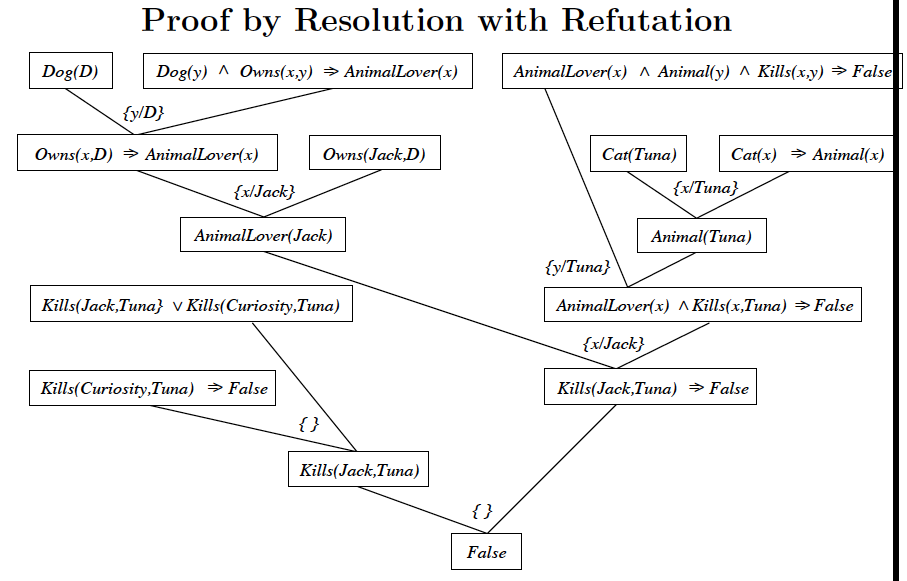 Proof by Resolution with Refutation
Dog(D)
Dog(y) ∧ Owns(x,y) ⇒ AnimalLover(x)
AnimalLover(x) ∧ Animal(y) ∧ Kills(x,y) ⇒ False
{y/D}
Owns(x,D) ⇒ AnimalLover(x)
Owns(Jack,D)
Cat(Tuna)
Cat(x) ⇒ Animal(x)
{x/Jack}
{x/Tuna}
AnimalLover(Jack)
Animal(Tuna)
{y/Tuna}
Kills(Jack,Tuna} ∨ Kills(Curiosity,Tuna)
AnimalLover(x) ∧ Kills(x,Tuna) ⇒ False
{x/Jack}
Kills(Curiosity,Tuna) ⇒ False
Kills(Jack,Tuna) ⇒ False
{ }
Kills(Jack,Tuna)
{ }
False